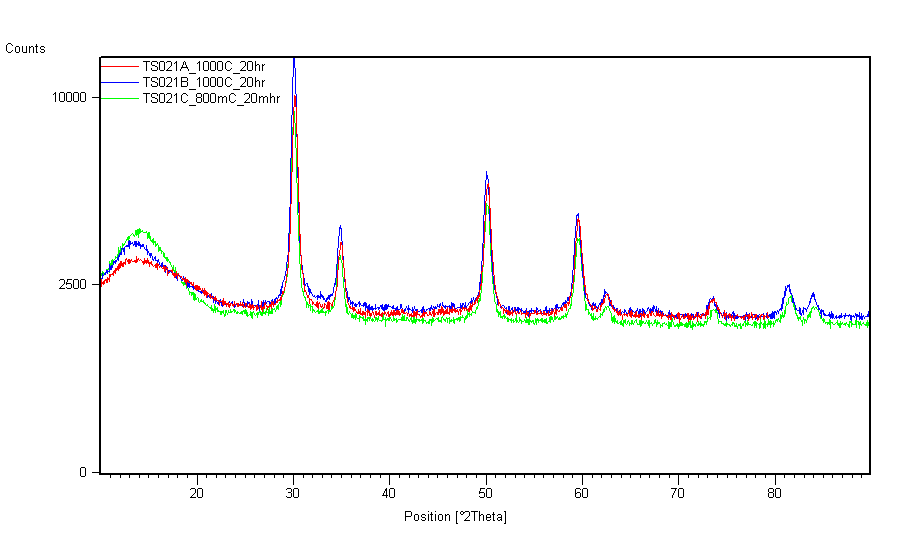 Counts
TS021A_1000C_20hr
TS021B_1000C_20hr
TS021C_800mC_20mhr
10000
2500
0
20 30 40 50 60 70 80
Position [°2Theta]